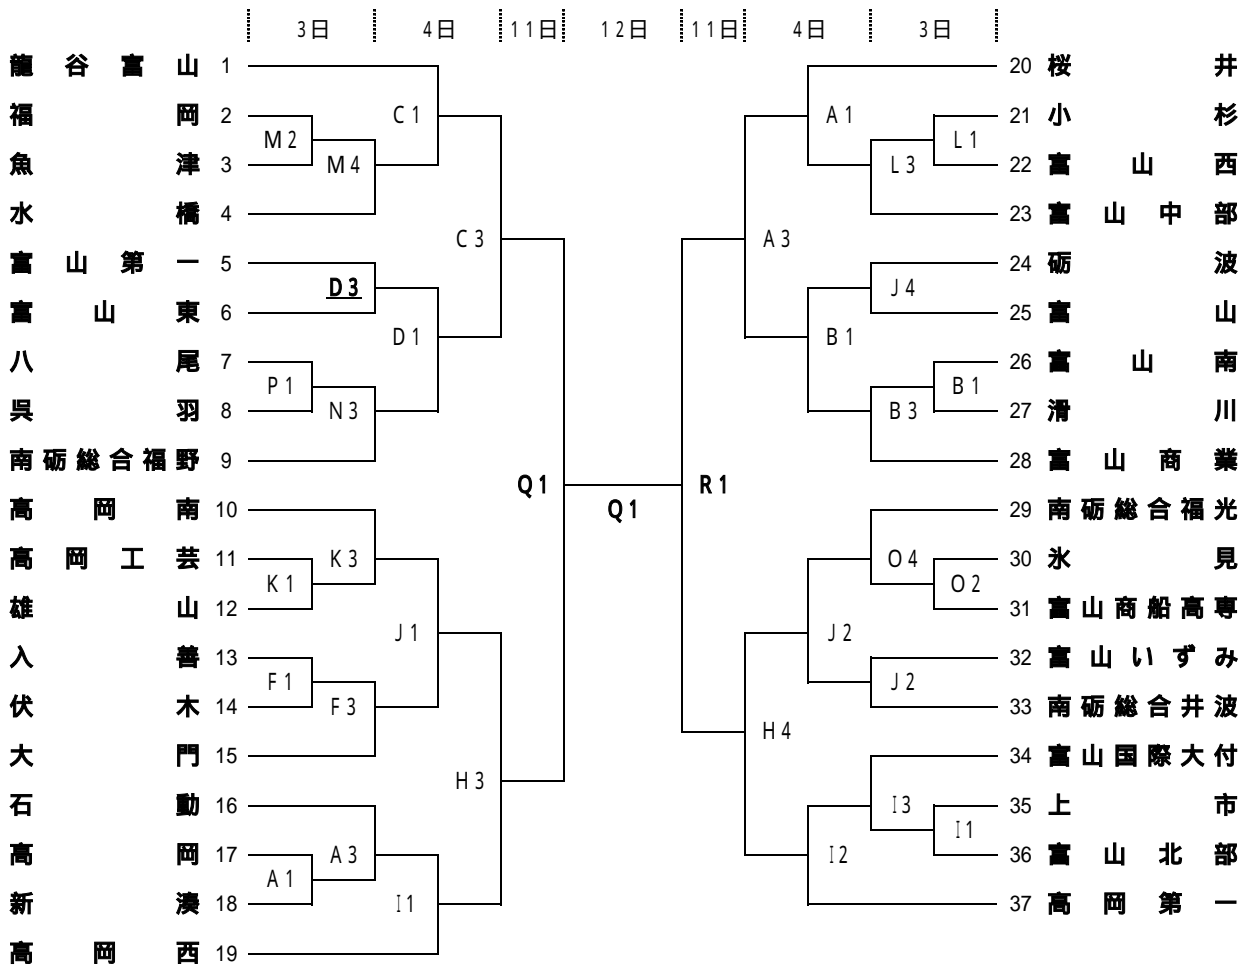 3日 4日 11日 12日 11日 4日 3日
龍谷富山 1 20 桜井
福岡 2 C1 A1 21 小杉
M2 L1
魚津 3 M4 L3 22 富山西
水橋 4 23 富山中部
C3 A3
富山第一 5 24 砺波
D3 J4
富山東 6 25 富山
D1 B1
八尾 7 26 富山南
P1 B1
呉羽 8 N3 B3 27 滑川
南砺総合福野 9 28 富山商業
Q1 R1
高岡南 10 Q1 29 南砺総合福光
高岡工芸 11 K3 O4 30 氷見
K1 O2
雄山 12 31 富山商船高専
J1 J2
入善 13 32 富山いずみ
F1 J2
伏木 14 F3 33 南砺総合井波
H4
大門 15 34 富山国際大付
H3
石動 16 I3 35 上市
I1
高岡 17 A3 I2 36 富山北部
A1
新湊 18 I1 37 高岡第一
高岡西 19